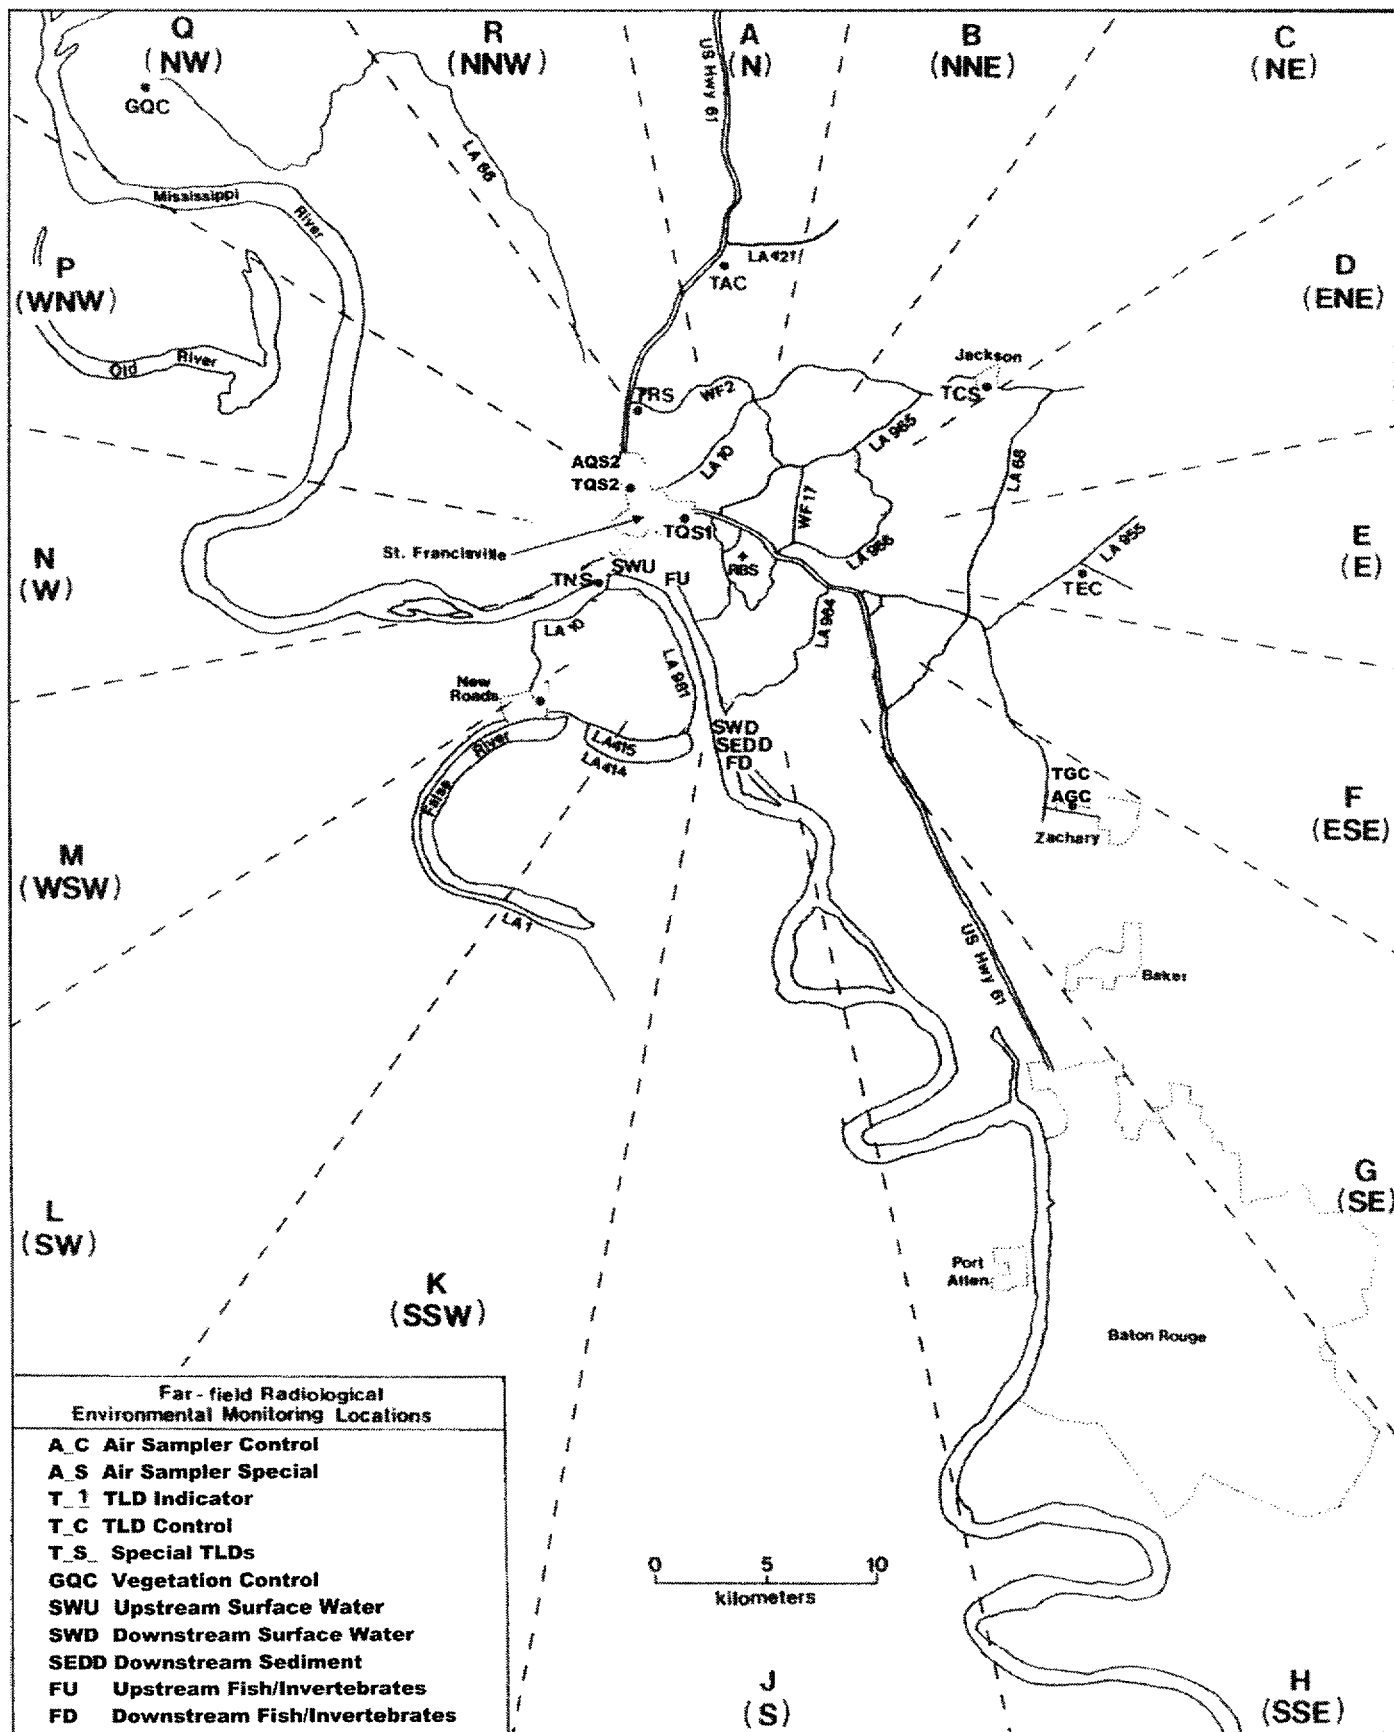 Q
(NW)
R
(NNW)
A
(N)
B
(NNE)
C
(NE)
US Hwy 61
GQC
LA 66
Mississippi
River
LA421
TAC
P
(WNW)
D
(ENE)
Old
River
Jackson
TCS
TRS
WF2
LA 965
LA 10
LA 68
AQS2
TQS2
WF17
TQS1
LA 955
St. Francisville
LA 966
N
(W)
E
(E)
SWU
FU
RBS
TNS
TEC
LA 10
LA 964
LA 981
New
Roads
SWD
SEDD
FD
LA415
LA414
River
False
TGC
AGC
Zachary
F
(ESE)
M
(WSW)
LA 1
US Hwy 61
Baker
G
(SE)
L
(SW)
K
(SSW)
Port
Allen
Baton Rouge
Far-field Radiological
Environmental Monitoring Locations
A_C Air Sampler Control
A_S Air Sampler Special
T_1 TLD Indicator
T_C TLD Control
T_S_ Special TLDs
GQC Vegetation Control
SWU Upstream Surface Water
SWD Downstream Surface Water
SEDD Downstream Sediment
FU Upstream Fish/Invertebrates
FD Downstream Fish/Invertebrates
0 5 10
kilometers
J
(S)
H
(SSE)